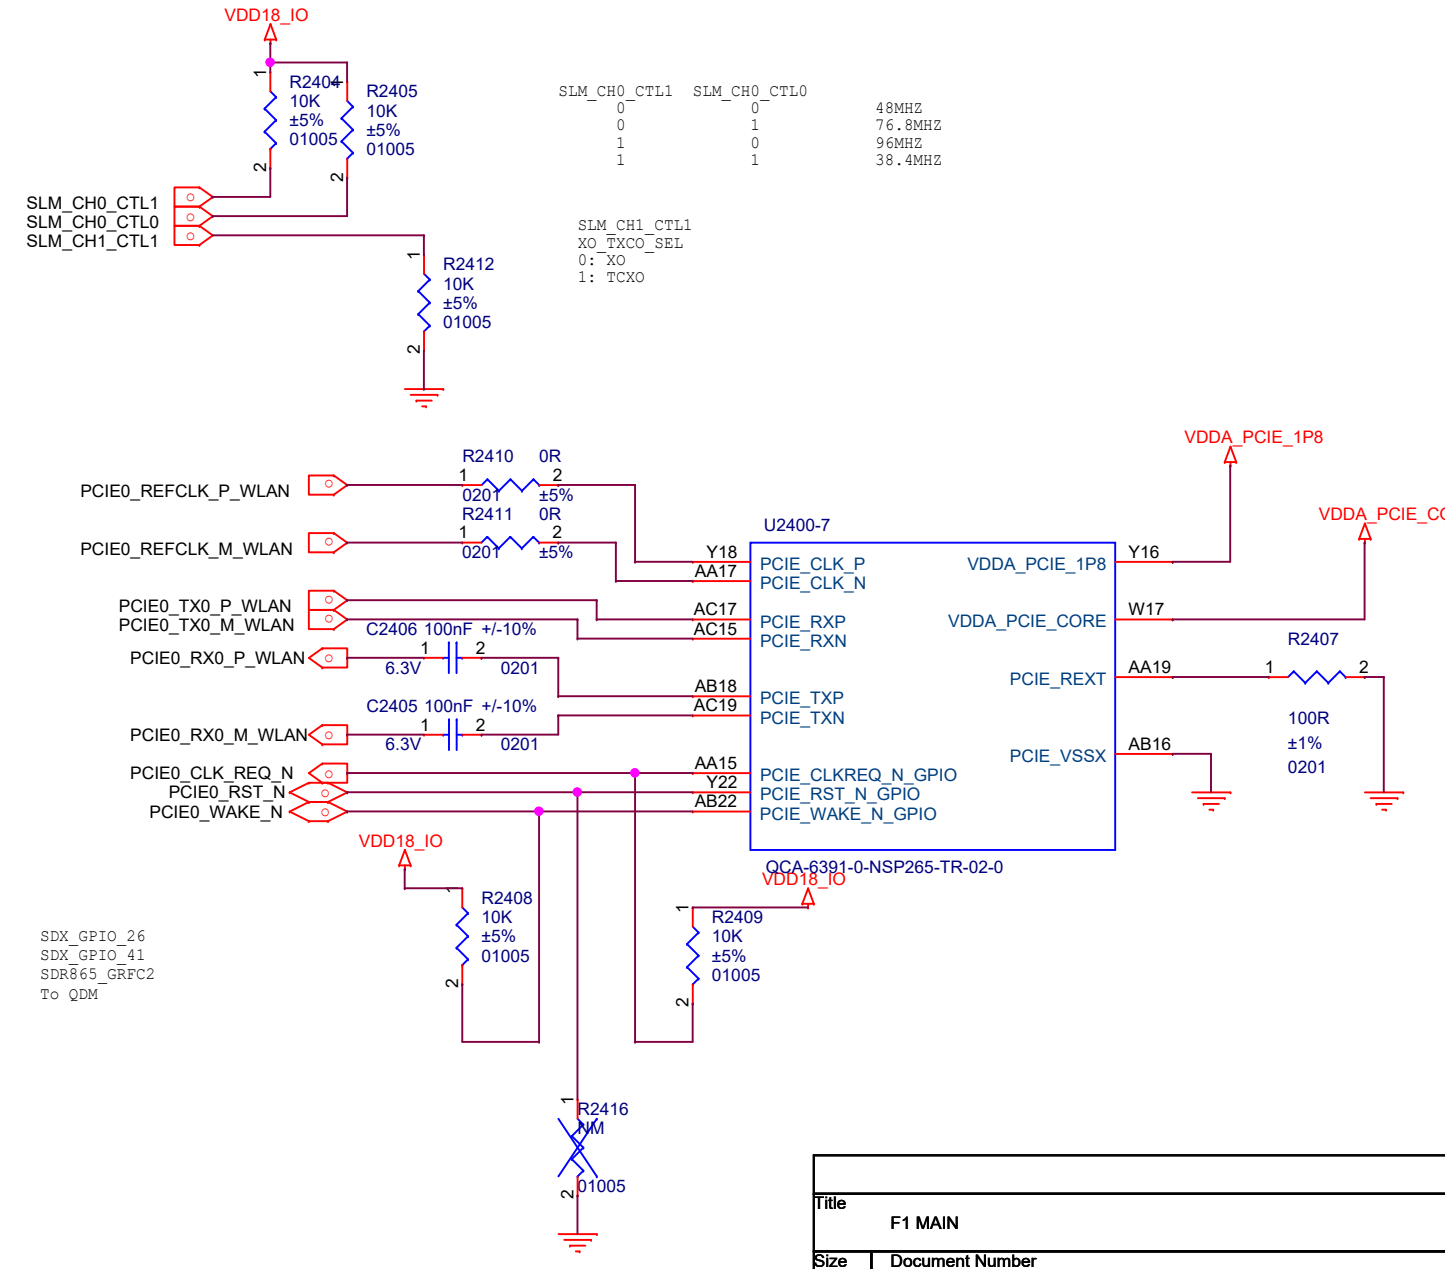 VDD18_IO
1
R2404
10K
±5%
01005
2
1
R2405
10K
±5%
01005
2
SLM_CH0_CTL1
SLM_CH0_CTL0
SLM_CH1_CTL1
1
R2412
10K
±5%
01005
2
SLM_CH0_CTL1 SLM_CH0_CTL0
0 0 48MHZ
0 1 76.8MHZ
1 0 96MHZ
1 1 38.4MHZ
SLM_CH1_CTL1
XO_TXCO_SEL
0: XO
1: TCXO
PCIE0_REFCLK_P_WLAN
R2410 0R
1 2
0201 ±5%
PCIE0_REFCLK_M_WLAN
R2411 0R
1 2
0201 ±5%
PCIE0_TX0_P_WLAN
PCIE0_TX0_M_WLAN
PCIE0_RX0_P_WLAN
C2406 100nF +/-10%
1 2
6.3V 0201
PCIE0_RX0_M_WLAN
C2405 100nF +/-10%
1 2
6.3V 0201
PCIE0_CLK_REQ_N
PCIE0_RST_N
PCIE0_WAKE_N
U2400-7
Y18 PCIE_CLK_P
AA17 PCIE_CLK_N
AC17 PCIE_RXP
AC15 PCIE_RXN
AB18 PCIE_TXP
AC19 PCIE_TXN
AA15 PCIE_CLKREQ_N_GPIO
Y22 PCIE_RST_N_GPIO
AB22 PCIE_WAKE_N_GPIO
VDDA_PCIE_1P8 Y16
VDDA_PCIE_CORE W17
PCIE_REXT AA19
PCIE_VSSX AB16
QCA-6391-0-NSP265-TR-02-0
VDDA_PCIE_1P8
VDDA_PCIE_CO
R2407
1 2
100R
±1%
0201
VDD18_IO
1
R2408
10K
±5%
01005
2
VDD18_IO
1
R2409
10K
±5%
01005
2
SDX_GPIO_26
SDX_GPIO_41
SDR865_GRFC2
To QDM
1
R2416
NM
01005
2
Title
F1 MAIN
Size Document Number